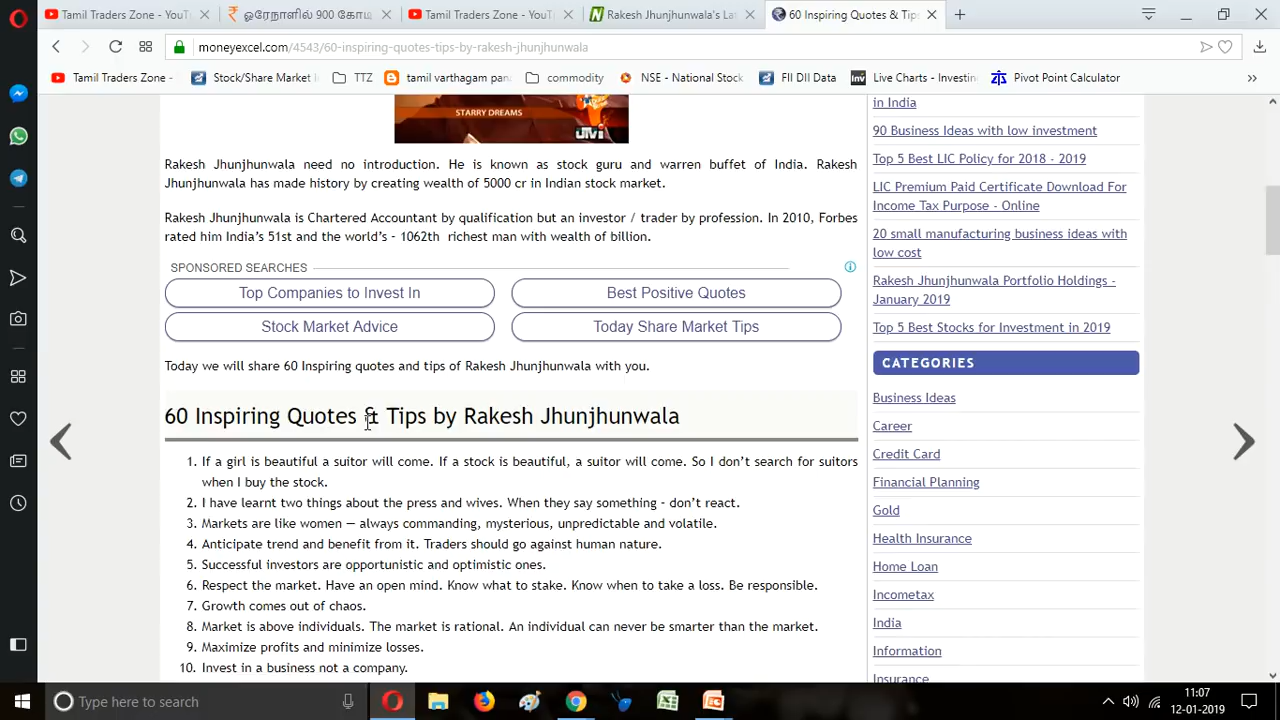 Tamil Traders Zone - YouT
ஒரேநாளில் 900 கோடி
Tamil Traders Zone - YouT
Rakesh Jhunjhunwala's Lat
60 Inspiring Quotes & Tips
moneyexcel.com/4543/60-inspiring-quotes-tips-by-rakesh-jhunjhunwala
Tamil Traders Zone -
Stock/Share Market
TTZ
tamil varthagam pan
commodity
NSE - National Stock
FII DII Data
Live Charts - Investin
Pivot Point Calculator
STARRY DREAMS
Rakesh Jhunjhunwala need no introduction. He is known as stock guru and warren buffet of India. Rakesh
Jhunjhunwala has made history by creating wealth of 5000 cr in Indian stock market.
Rakesh Jhunjhunwala is Chartered Accountant by qualification but an investor / trader by profession. In 2010, Forbes
rated him India's 51st and the world's - 1062th richest man with wealth of billion.
SPONSORED SEARCHES
Top Companies to Invest In
Best Positive Quotes
Stock Market Advice
Today Share Market Tips
Today we will share 60 Inspiring quotes and tips of Rakesh Jhunjhunwala with you.
60 Inspiring Quotes & Tips by Rakesh Jhunjhunwala
1. If a girl is beautiful a suitor will come. If a stock is beautiful, a suitor will come. So I don't search for suitors
when I buy the stock.
2. I have learnt two things about the press and wives. When they say something - don't react.
3. Markets are like women — always commanding, mysterious, unpredictable and volatile.
4. Anticipate trend and benefit from it. Traders should go against human nature.
5. Successful investors are opportunistic and optimistic ones.
6. Respect the market. Have an open mind. Know what to stake. Know when to take a loss. Be responsible.
7. Growth comes out of chaos.
8. Market is above individuals. The market is rational. An individual can never be smarter than the market.
9. Maximize profits and minimize losses.
10. Invest in a business not a company.
in India
90 Business Ideas with low investment
Top 5 Best LIC Policy for 2018 - 2019
LIC Premium Paid Certificate Download For
Income Tax Purpose - Online
20 small manufacturing business ideas with
low cost
Rakesh Jhunjhunwala Portfolio Holdings -
January 2019
Top 5 Best Stocks for Investment in 2019
CATEGORIES
Business Ideas
Career
Credit Card
Financial Planning
Gold
Health Insurance
Home Loan
Incometax
India
Information
Insurance
Type here to search
11:07
12-01-2019